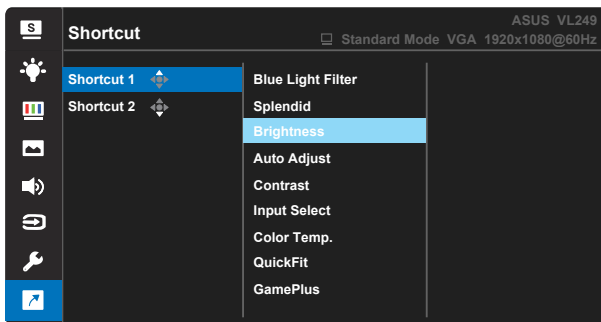 S
Shortcut
ASUS VL249
Standard Mode VGA 1920x1080@60Hz
Shortcut 1
Shortcut 2
Blue Light Filter
Splendid
Brightness
Auto Adjust
Contrast
Input Select
Color Temp.
QuickFit
GamePlus